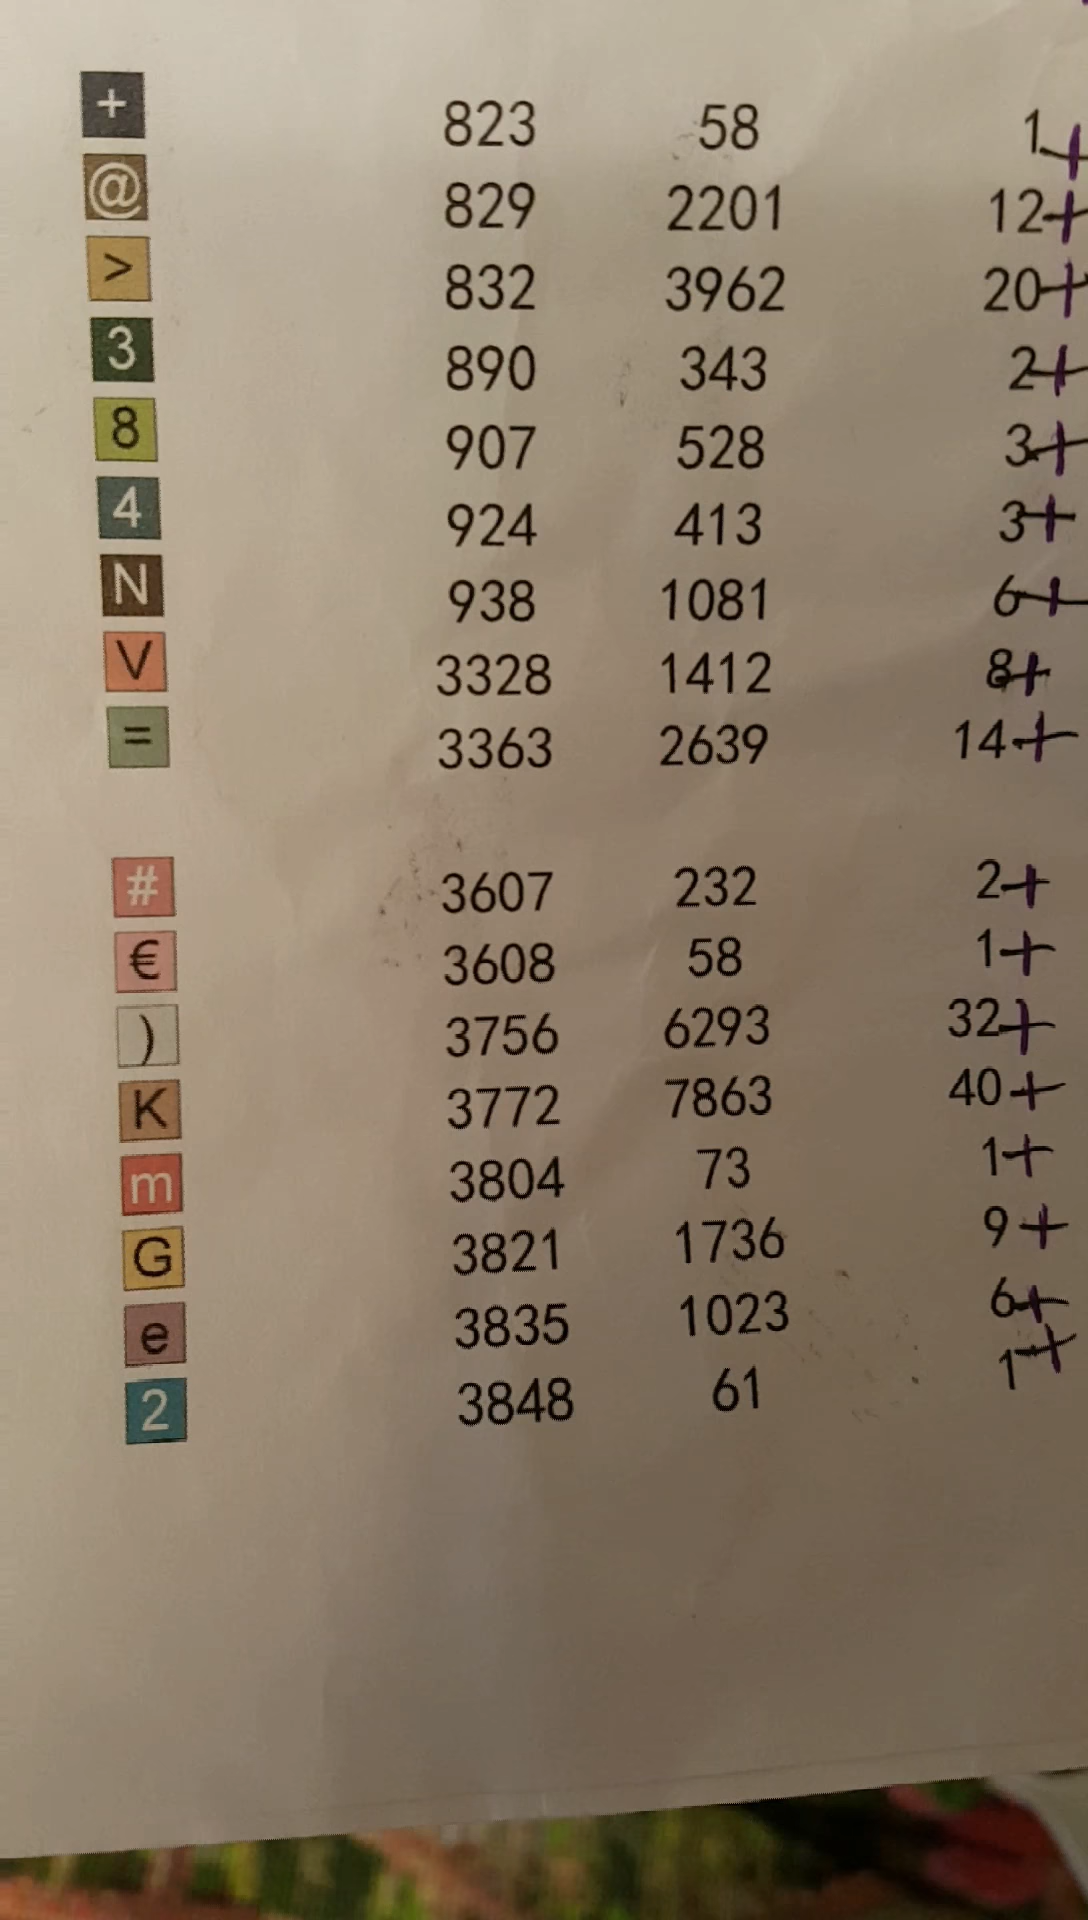 + 823 58 1+
@ 829 2201 12+
> 832 3962 20+
3 890 343 2+
8 907 528 3+
4 924 413 3+
N 938 1081 6+
V 3328 1412 8+
= 3363 2639 14+
# 3607 232 2+
€ 3608 58 1+
) 3756 6293 32+
K 3772 7863 40+
m 3804 73 1+
G 3821 1736 9+
e 3835 1023 6+
2 3848 61 1+